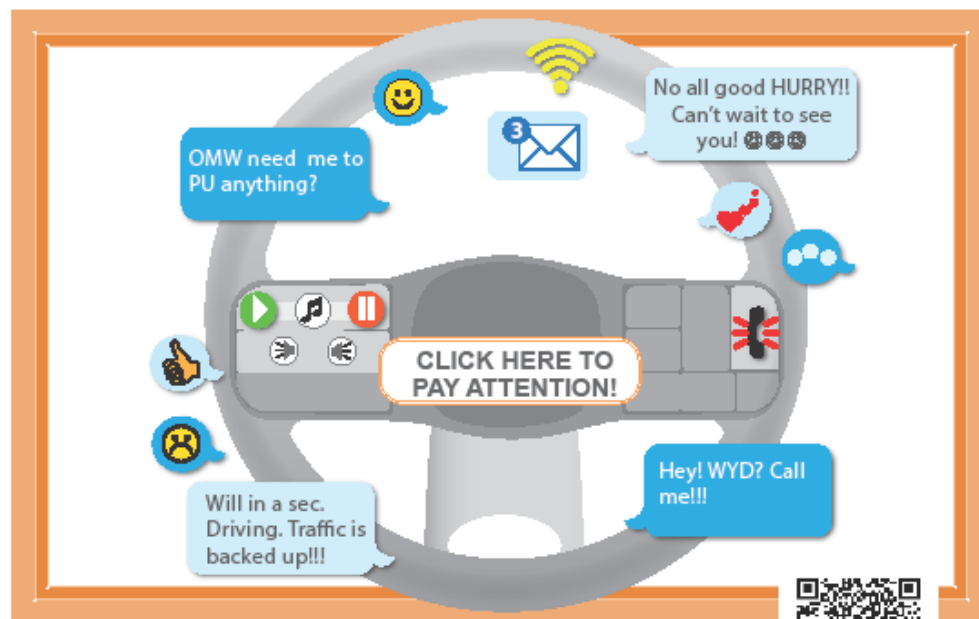 No all good HURRY!!
Can't wait to see
you!
3
OMW need me to
PU anything?
CLICK HERE TO
PAY ATTENTION!
Hey! WYD? Call
me!!!
Will in a sec.
Driving. Traffic is
backed up!!!